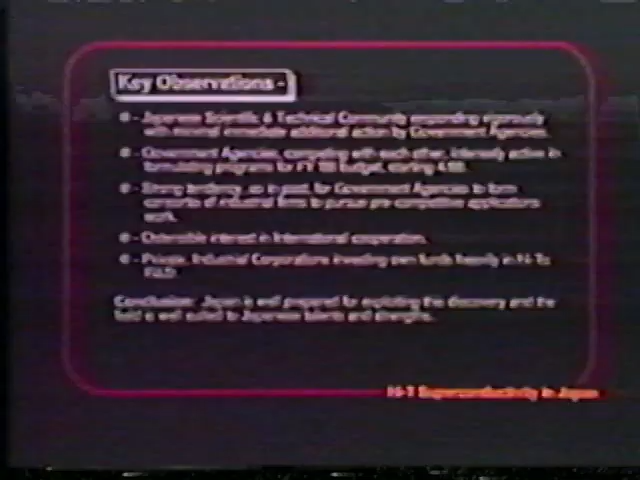 Key Observations -
- Japanese Scientific & Technical Community responding vigorously
with minimal immediate additional action by Government Agencies.
- Government Agencies, competing with each other, intensely active in
formulating programs for FY '88 budget, starting 4/88.
- Strong tendency, as in past, for Government Agencies to form
consortia of industrial firms to pursue pre-competitive applications
work.
- Ostensible interest in International cooperation.
- Private, Industrial Corporations investing own funds heavily in Hi-Tc
R&D.
Conclusion: Japan is well prepared for exploiting this discovery and the
field is well suited to Japanese talents and strengths.
Hi-T Superconductivity in Japan